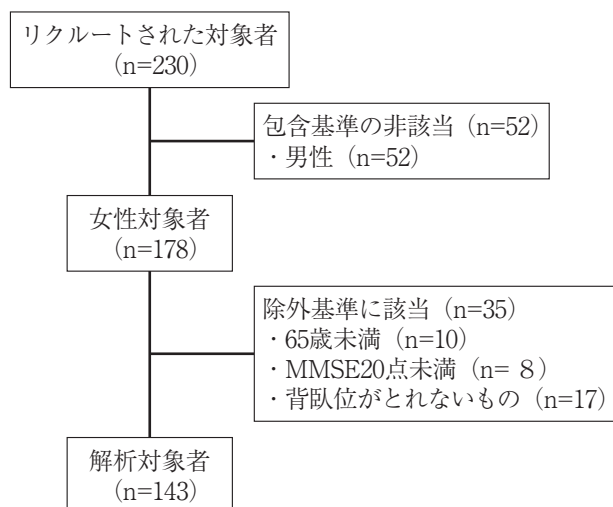 リクルートされた対象者
(n=230)
包含基準の非該当（n=52）
・男性（n=52）
女性対象者
(n=178)
除外基準に該当（n=35）
・65歳未満（n=10）
・MMSE20点未満（n= 8）
・背臥位がとれないもの（n=17）
解析対象者
(n=143)